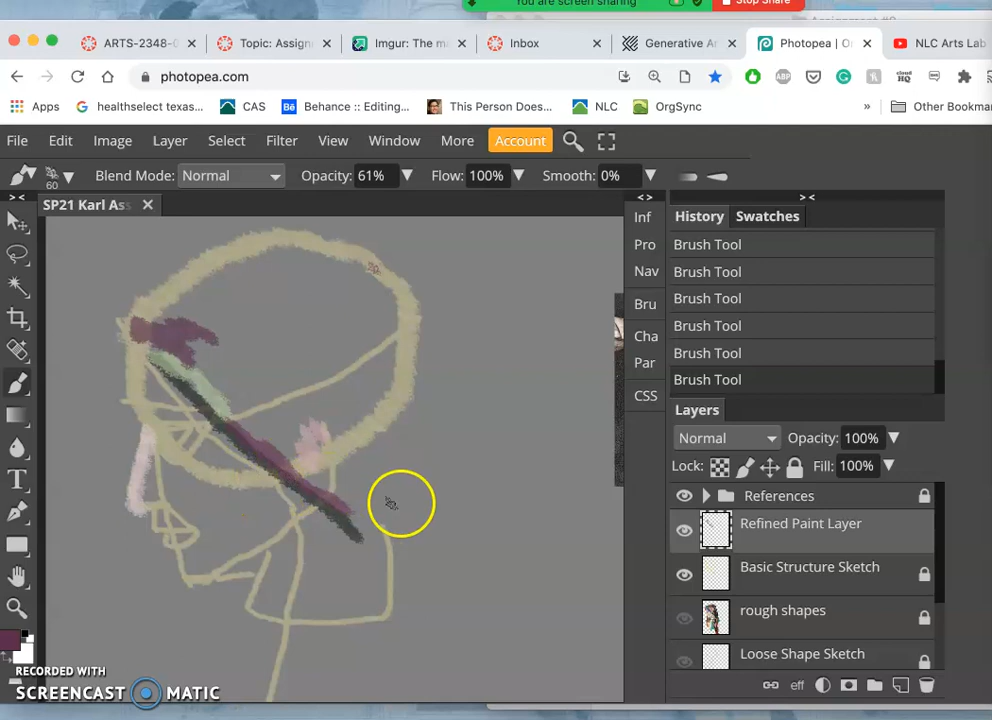 You are screen sharing Stop Share
ARTS-2348-0 Topic: Assign Imgur: The m Inbox Generative Ar Photopea | O NLC Arts Lab
photopea.com
Apps healthselect texas... CAS Behance :: Editing... This Person Does... NLC OrgSync » Other Bookma
File Edit Image Layer Select Filter View Window More Account
60 Blend Mode: Normal Opacity: 61% Flow: 100% Smooth: 0%
SP21 Karl Ass
Inf
Pro
Nav
Bru
Cha
Par
CSS
History Swatches
Brush Tool
Brush Tool
Brush Tool
Brush Tool
Brush Tool
Brush Tool
Layers
Normal Opacity: 100%
Lock: Fill: 100%
References
Refined Paint Layer
Basic Structure Sketch
rough shapes
Loose Shape Sketch
eff
RECORDED WITH
SCREENCAST MATIC